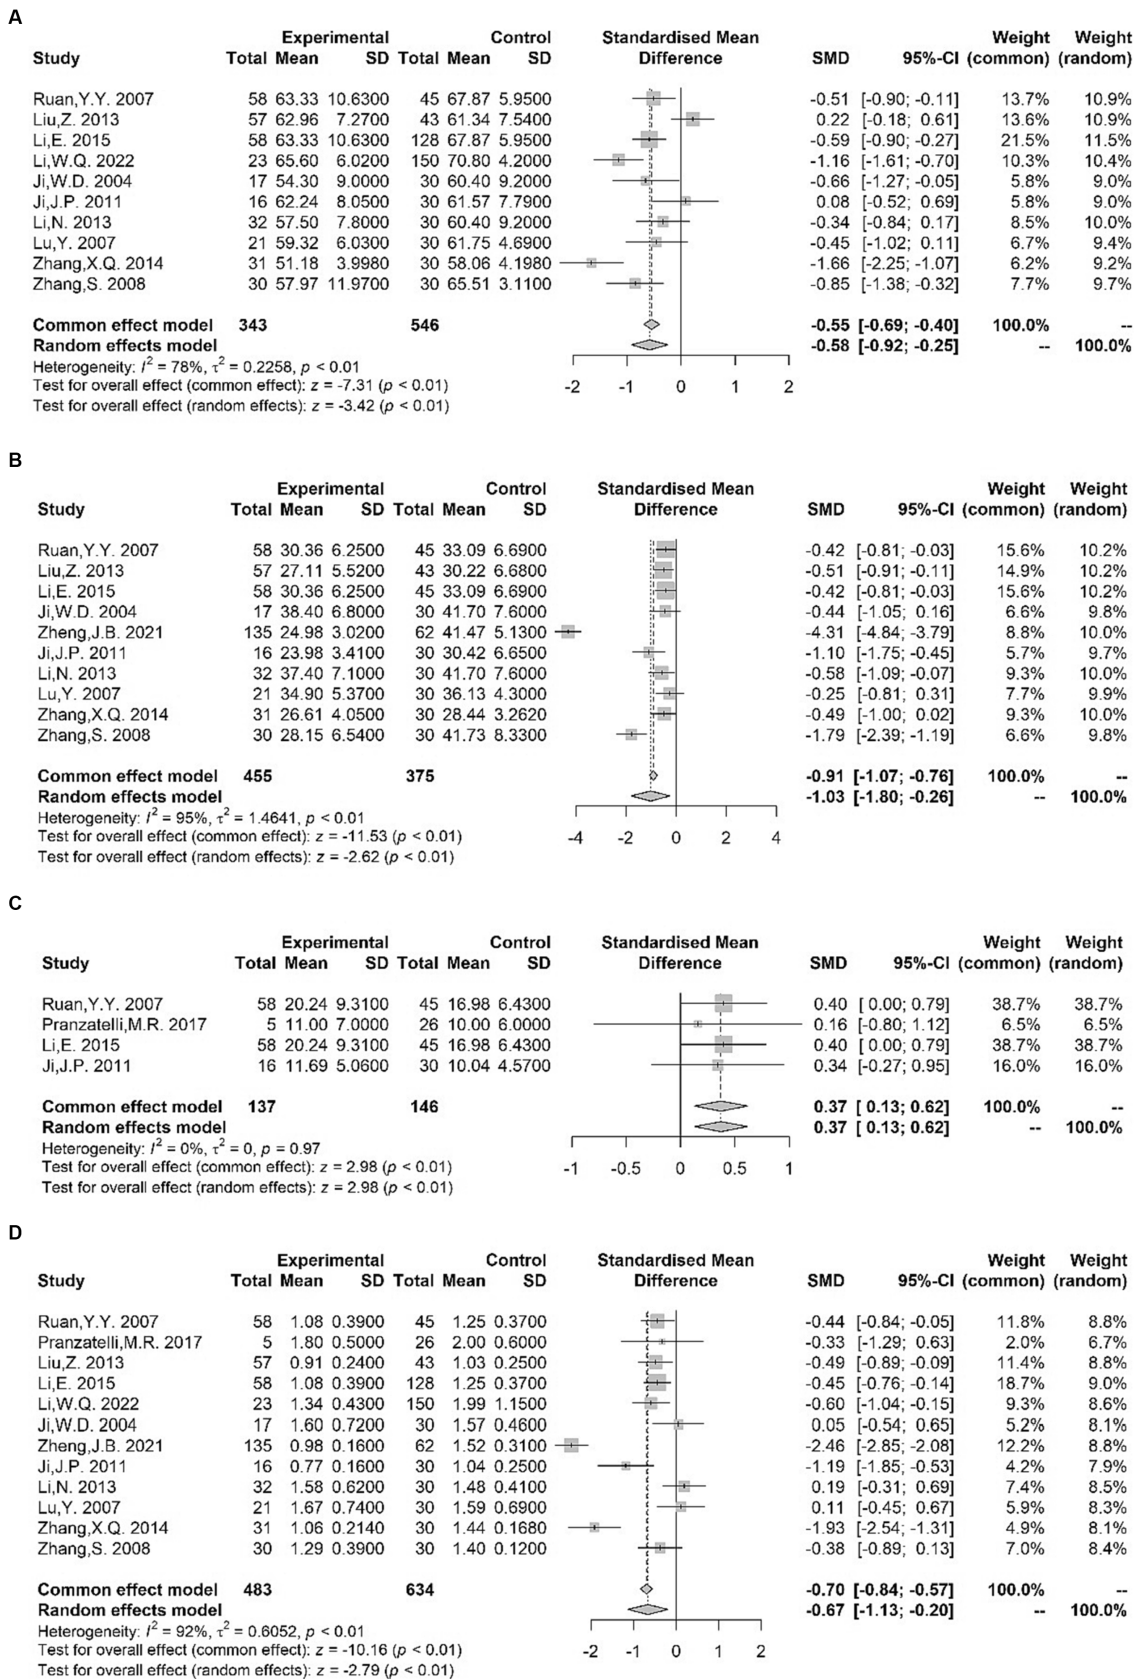 A
Experimental Control Standardised Mean Weight Weight
Study Total Mean SD Total Mean SD Difference SMD 95%-CI (common) (random)
Ruan,Y.Y. 2007 58 63.33 10.6300 45 67.87 5.9500 -0.51 [-0.90; -0.11] 13.7% 10.9%
Liu,Z. 2013 57 62.96 7.2700 43 61.34 7.5400 0.22 [-0.18; 0.61] 13.6% 10.9%
Li,E. 2015 58 63.33 10.6300 128 67.87 5.9500 -0.59 [-0.90; -0.27] 21.5% 11.5%
Li,W.Q. 2022 23 65.60 6.0200 150 70.80 4.2000 -1.16 [-1.61; -0.70] 10.3% 10.4%
Ji,W.D. 2004 17 54.30 9.0000 30 60.40 9.2000 -0.66 [-1.27; -0.05] 5.8% 9.0%
Ji,J.P. 2011 16 62.24 8.0500 30 61.57 7.7900 0.08 [-0.52; 0.69] 5.8% 9.0%
Li,N. 2013 32 57.50 7.8000 30 60.40 9.2000 -0.34 [-0.84; 0.17] 8.5% 10.0%
Lu,Y. 2007 21 59.32 6.0300 30 61.75 4.6900 -0.45 [-1.02; 0.11] 6.7% 9.4%
Zhang,X.Q. 2014 31 51.18 3.9980 30 58.06 4.1980 -1.66 [-2.25; -1.07] 6.2% 9.2%
Zhang,S. 2008 30 57.97 11.9700 30 65.51 3.1100 -0.85 [-1.38; -0.32] 7.7% 9.7%
Common effect model 343 546 -0.55 [-0.69; -0.40] 100.0% --
Random effects model -0.58 [-0.92; -0.25] -- 100.0%
Heterogeneity: I² = 78%, τ² = 0.2258, p < 0.01
Test for overall effect (common effect): z = -7.31 (p < 0.01)
Test for overall effect (random effects): z = -3.42 (p < 0.01)
-2 -1 0 1 2
B
Experimental Control Standardised Mean Weight Weight
Study Total Mean SD Total Mean SD Difference SMD 95%-CI (common) (random)
Ruan,Y.Y. 2007 58 30.36 6.2500 45 33.09 6.6900 -0.42 [-0.81; -0.03] 15.6% 10.2%
Liu,Z. 2013 57 27.11 5.5200 43 30.22 6.6800 -0.51 [-0.91; -0.11] 14.9% 10.2%
Li,E. 2015 58 30.36 6.2500 45 33.09 6.6900 -0.42 [-0.81; -0.03] 15.6% 10.2%
Ji,W.D. 2004 17 38.40 6.8000 30 41.70 7.6000 -0.44 [-1.05; 0.16] 6.6% 9.8%
Zheng,J.B. 2021 135 24.98 3.0200 62 41.47 5.1300 -4.31 [-4.84; -3.79] 8.8% 10.0%
Ji,J.P. 2011 16 23.98 3.4100 30 30.42 6.6500 -1.10 [-1.75; -0.45] 5.7% 9.7%
Li,N. 2013 32 37.40 7.1000 30 41.70 7.6000 -0.58 [-1.09; -0.07] 9.3% 10.0%
Lu,Y. 2007 21 34.90 5.3700 30 36.13 4.3000 -0.25 [-0.81; 0.31] 7.7% 9.9%
Zhang,X.Q. 2014 31 26.61 4.0500 30 28.44 3.2620 -0.49 [-1.00; 0.02] 9.3% 10.0%
Zhang,S. 2008 30 28.15 6.5400 30 41.73 8.3300 -1.79 [-2.39; -1.19] 6.6% 9.8%
Common effect model 455 375 -0.91 [-1.07; -0.76] 100.0% --
Random effects model -1.03 [-1.80; -0.26] -- 100.0%
Heterogeneity: I² = 95%, τ² = 1.4641, p < 0.01
Test for overall effect (common effect): z = -11.53 (p < 0.01)
Test for overall effect (random effects): z = -2.62 (p < 0.01)
-4 -2 0 2 4
C
Experimental Control Standardised Mean Weight Weight
Study Total Mean SD Total Mean SD Difference SMD 95%-CI (common) (random)
Ruan,Y.Y. 2007 58 20.24 9.3100 45 16.98 6.4300 0.40 [ 0.00; 0.79] 38.7% 38.7%
Pranzatelli,M.R. 2017 5 11.00 7.0000 26 10.00 6.0000 0.16 [-0.80; 1.12] 6.5% 6.5%
Li,E. 2015 58 20.24 9.3100 45 16.98 6.4300 0.40 [ 0.00; 0.79] 38.7% 38.7%
Ji,J.P. 2011 16 11.69 5.0600 30 10.04 4.5700 0.34 [-0.27; 0.95] 16.0% 16.0%
Common effect model 137 146 0.37 [ 0.13; 0.62] 100.0% --
Random effects model 0.37 [ 0.13; 0.62] -- 100.0%
Heterogeneity: I² = 0%, τ² = 0, p = 0.97
Test for overall effect (common effect): z = 2.98 (p < 0.01)
Test for overall effect (random effects): z = 2.98 (p < 0.01)
-1 -0.5 0 0.5 1
D
Experimental Control Standardised Mean Weight Weight
Study Total Mean SD Total Mean SD Difference SMD 95%-CI (common) (random)
Ruan,Y.Y. 2007 58 1.08 0.3900 45 1.25 0.3700 -0.44 [-0.84; -0.05] 11.8% 8.8%
Pranzatelli,M.R. 2017 5 1.80 0.5000 26 2.00 0.6000 -0.33 [-1.29; 0.63] 2.0% 6.7%
Liu,Z. 2013 57 0.91 0.2400 43 1.03 0.2500 -0.49 [-0.89; -0.09] 11.4% 8.8%
Li,E. 2015 58 1.08 0.3900 128 1.25 0.3700 -0.45 [-0.76; -0.14] 18.7% 9.0%
Li,W.Q. 2022 23 1.34 0.4300 150 1.99 1.1500 -0.60 [-1.04; -0.15] 9.3% 8.6%
Ji,W.D. 2004 17 1.60 0.7200 30 1.57 0.4600 0.05 [-0.54; 0.65] 5.2% 8.1%
Zheng,J.B. 2021 135 0.98 0.1600 62 1.52 0.3100 -2.46 [-2.85; -2.08] 12.2% 8.8%
Ji,J.P. 2011 16 0.77 0.1600 30 1.04 0.2500 -1.19 [-1.85; -0.53] 4.2% 7.9%
Li,N. 2013 32 1.58 0.6200 30 1.48 0.4100 0.19 [-0.31; 0.69] 7.4% 8.5%
Lu,Y. 2007 21 1.67 0.7400 30 1.59 0.6900 0.11 [-0.45; 0.67] 5.9% 8.3%
Zhang,X.Q. 2014 31 1.06 0.2140 30 1.44 0.1680 -1.93 [-2.54; -1.31] 4.9% 8.1%
Zhang,S. 2008 30 1.29 0.3900 30 1.40 0.1200 -0.38 [-0.89; 0.13] 7.0% 8.4%
Common effect model 483 634 -0.70 [-0.84; -0.57] 100.0% --
Random effects model -0.67 [-1.13; -0.20] -- 100.0%
Heterogeneity: I² = 92%, τ² = 0.6052, p < 0.01
Test for overall effect (common effect): z = -10.16 (p < 0.01)
Test for overall effect (random effects): z = -2.79 (p < 0.01)
-2 -1 0 1 2